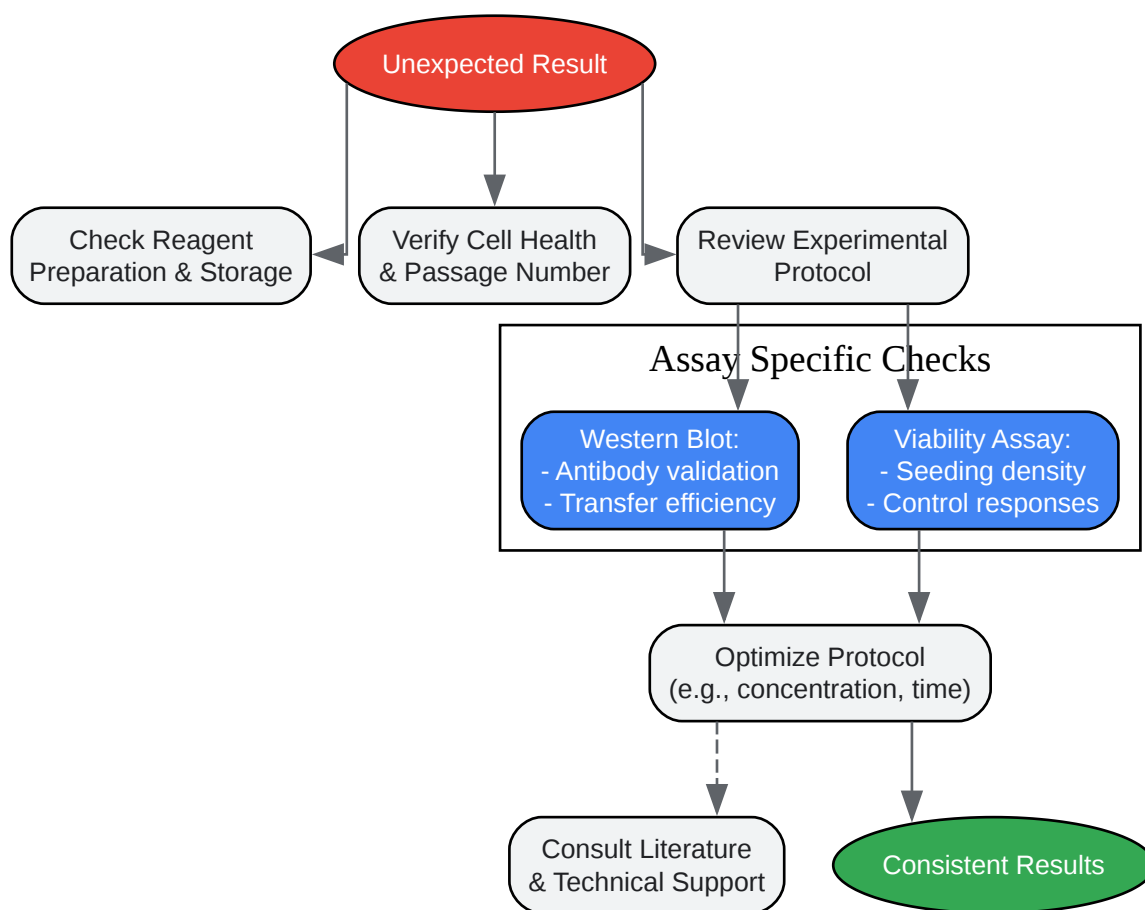 Unexpected Result
Check Reagent
Preparation & Storage
Verify Cell Health
& Passage Number
Review Experimental
Protocol
Assay Specific Checks
Western Blot:
- Antibody validation
- Transfer efficiency
Viability Assay:
- Seeding density
- Control responses
Optimize Protocol
(e.g., concentration, time)
Consult Literature
& Technical Support
Consistent Results